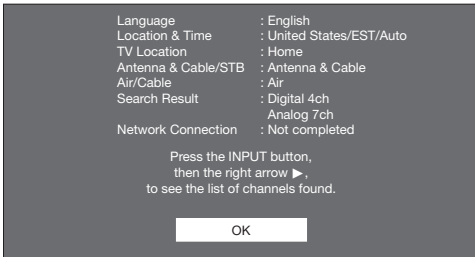 Language : English
Location & Time : United States/EST/Auto
TV Location : Home
Antenna & Cable/STB : Antenna & Cable
Air/Cable : Air
Search Result : Digital 4ch
Analog 7ch
Network Connection : Not completed
Press the INPUT button,
then the right arrow ▶,
to see the list of channels found.
OK